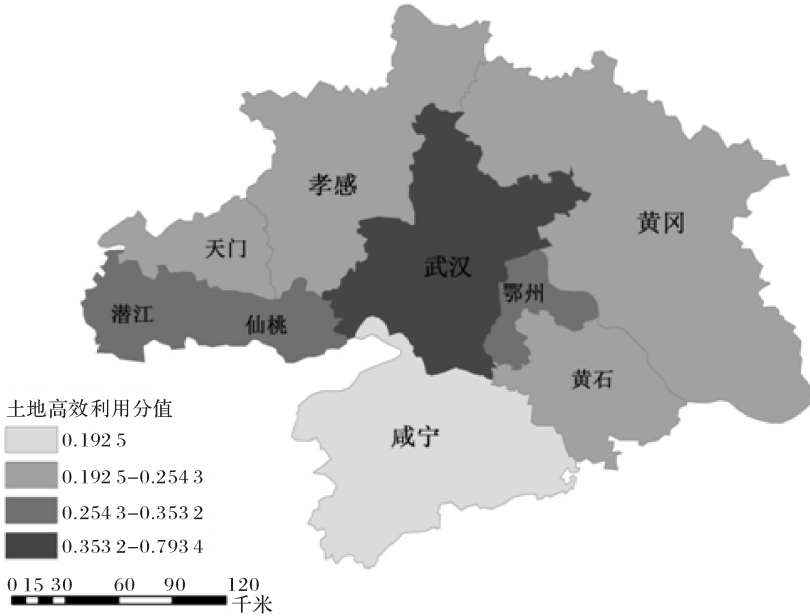 孝感
黄冈
天门
武汉
鄂州
潜江
仙桃
黄石
咸宁
土地高效利用分值
0.192 5
0.192 5-0.254 3
0.254 3-0.353 2
0.353 2-0.793 4
0 15 30 60 90 120
千米